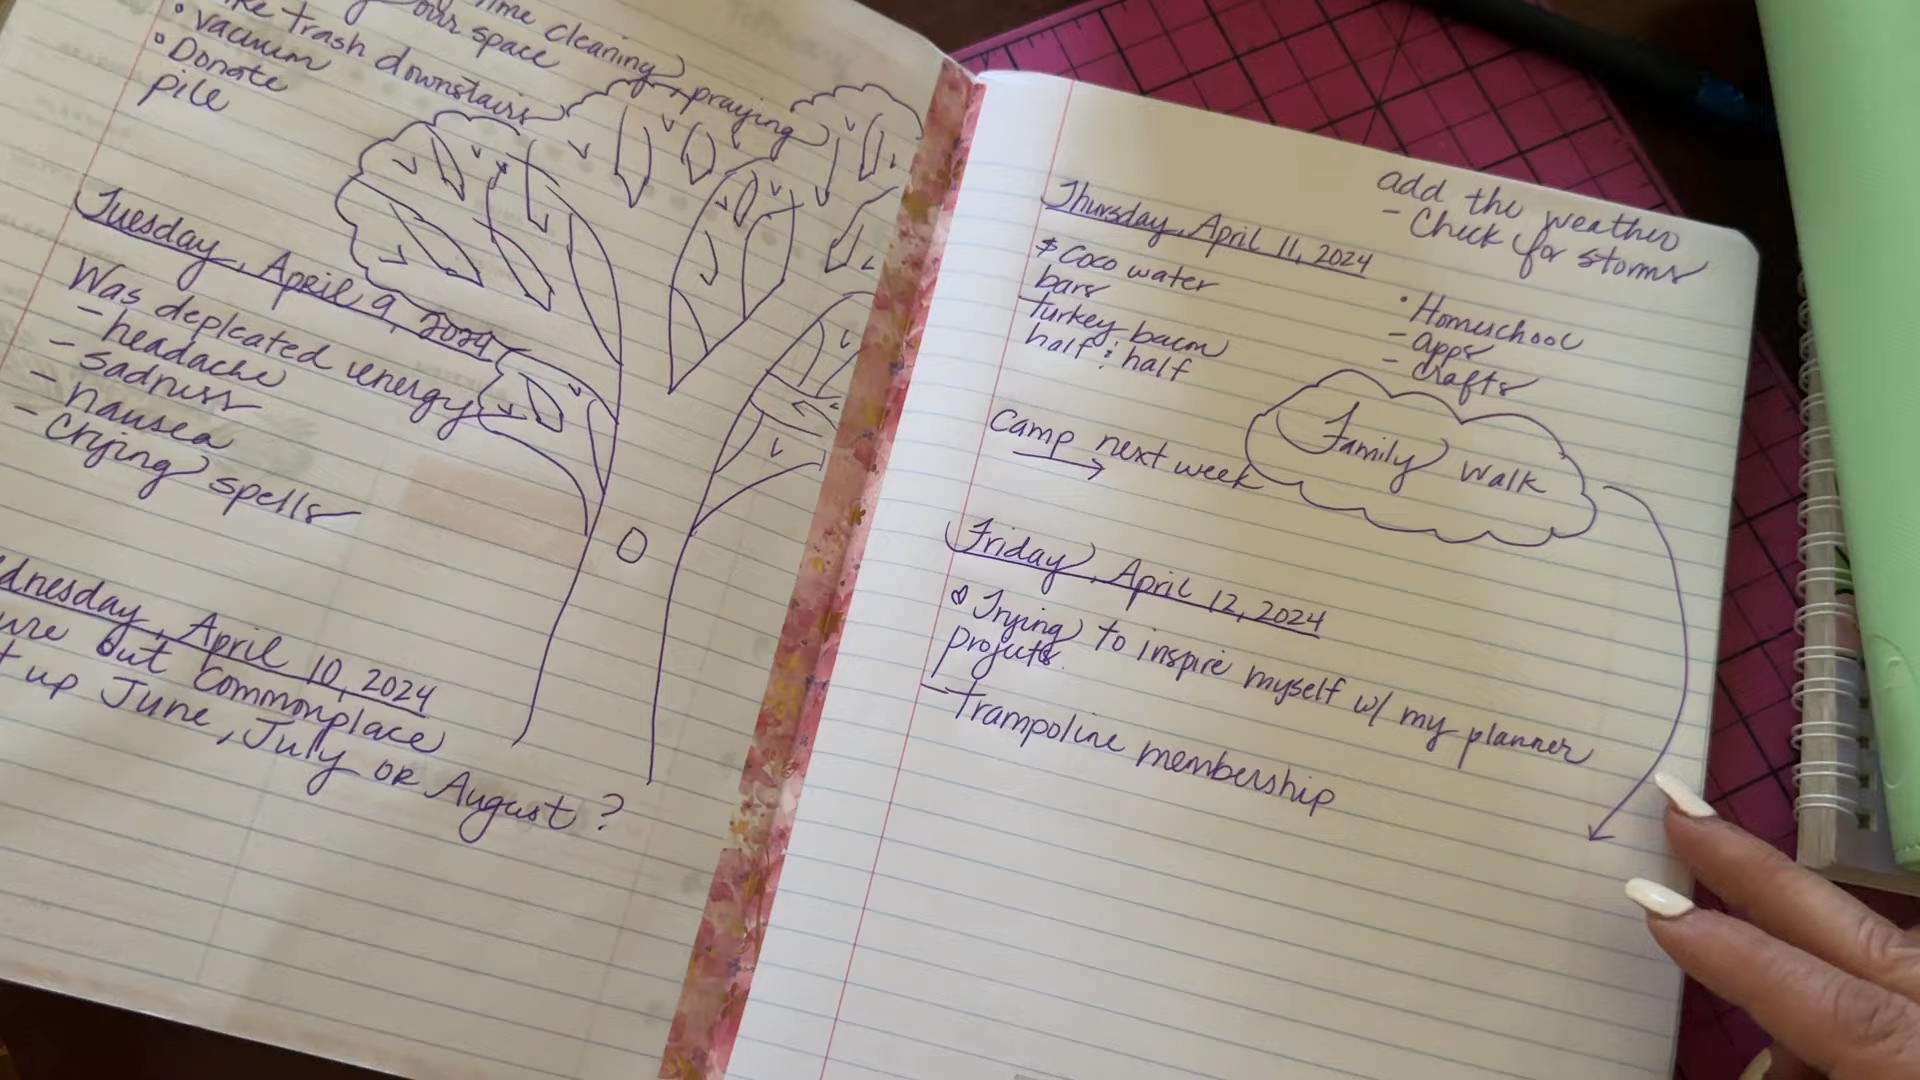 time cleaning
our space + praying
trash downstairs
• vacuum
• Donate
pile
Tuesday, April 9, 2024
Was depleated energy
- headache
- sadness
- nausea
- crying spells
April 10, 2024
out Commonplace
up June, July or August?
add the weather
- Check for storms
Thursday, April 11, 2024
$ Coco water
bars
turkey bacon
half & half
• Homeschool
- apps
- crafts
Camp next week
Family Walk
Friday, April 12, 2024
Trying to inspire myself w/ my planner
projects.
- Trampoline membership